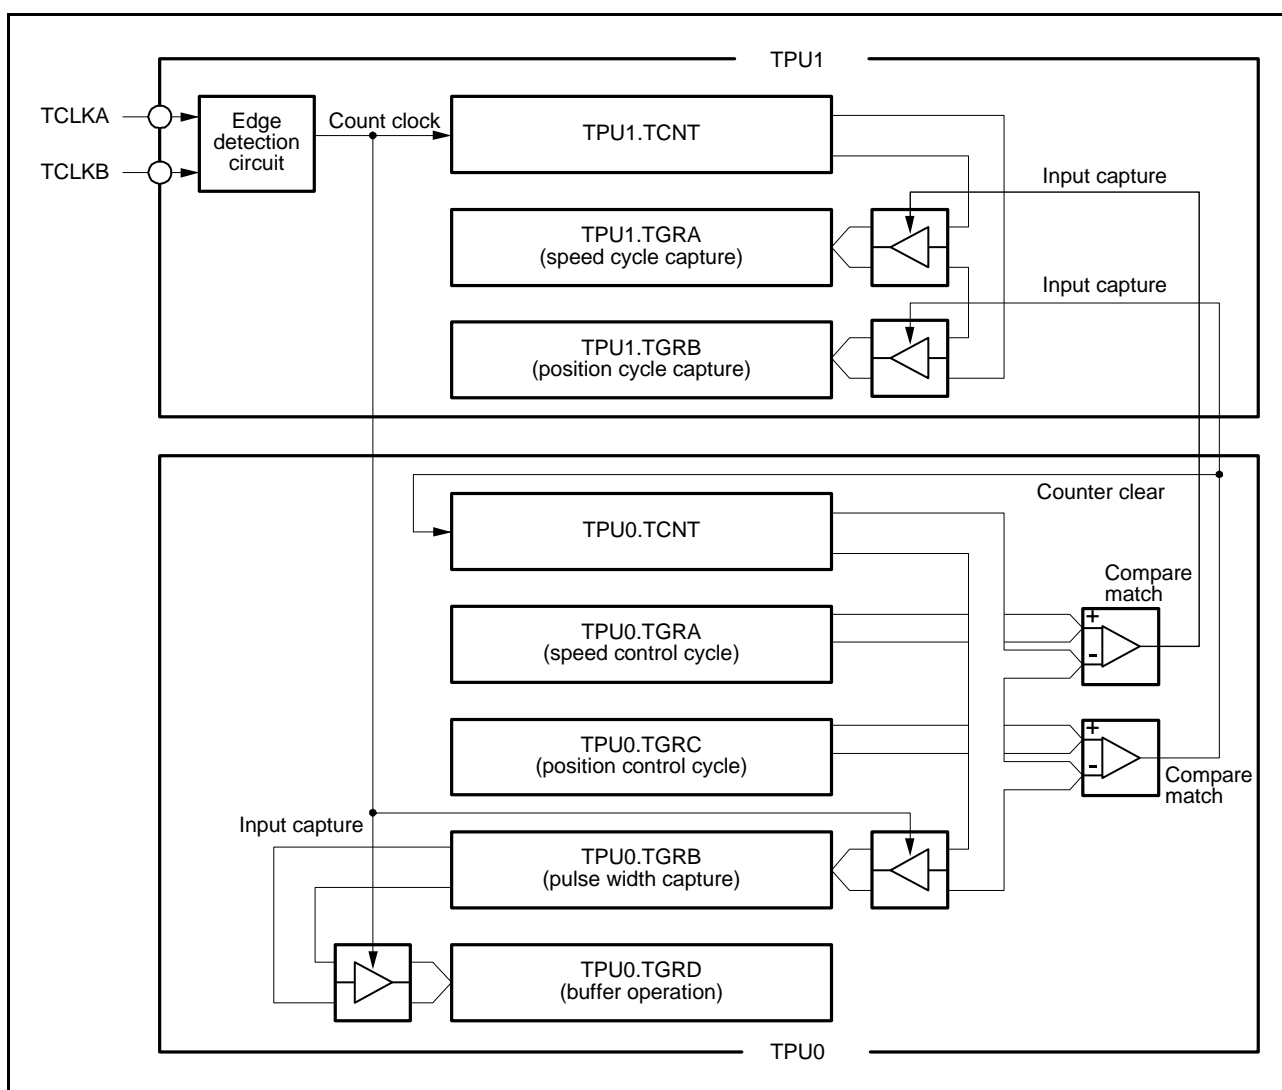 TPU1
TCLKA
TCLKB
Edge
detection
circuit
Count clock
TPU1.TCNT
Input capture
TPU1.TGRA
(speed cycle capture)
Input capture
TPU1.TGRB
(position cycle capture)
Counter clear
TPU0.TCNT
Compare
match
+
-
TPU0.TGRA
(speed control cycle)
+
-
TPU0.TGRC
(position control cycle)
Compare
match
Input capture
TPU0.TGRB
(pulse width capture)
TPU0.TGRD
(buffer operation)
TPU0